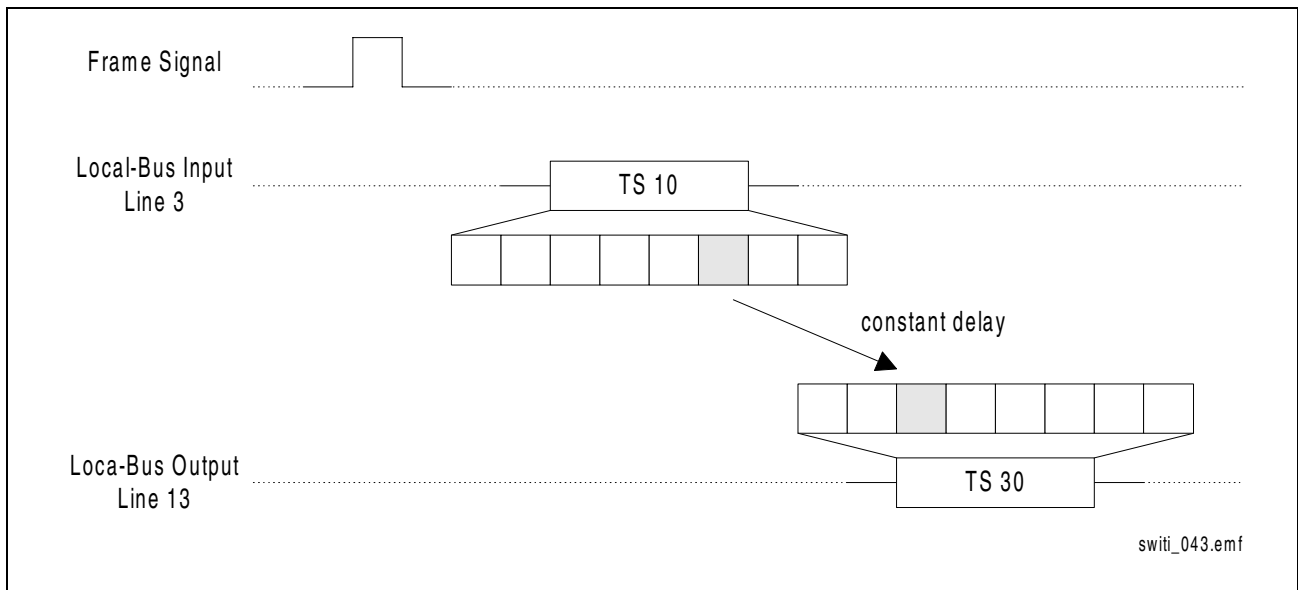 Frame Signal
Local-Bus Input
Line 3
TS 10
constant delay
Loca-Bus Output
Line 13
TS 30
switi_043.emf